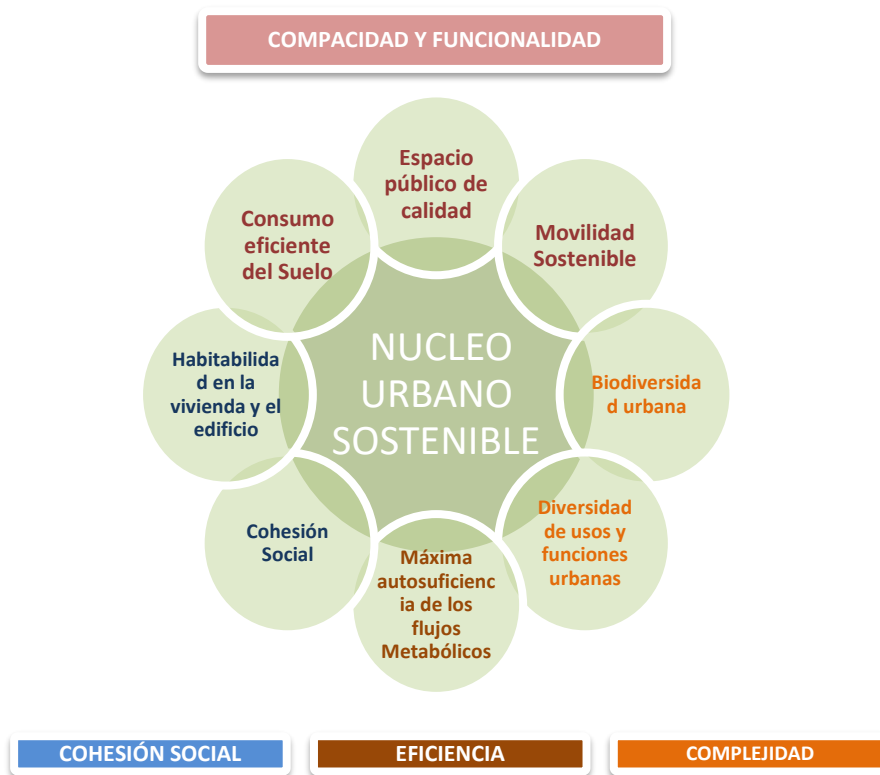 COMPACIDAD Y FUNCIONALIDAD
Espacio
público de
calidad
Consumo
eficiente
del Suelo
Movilidad
Sostenible
NUCLEO
URBANO
SOSTENIBLE
Habitabilida
d en la
vivienda y el
edificio
Biodiversida
d urbana
Cohesión
Social
Diversidad
de usos y
funciones
urbanas
Máxima
autosuficienc
ia de los
flujos
Metabólicos
COHESIÓN SOCIAL
EFICIENCIA
COMPLEJIDAD